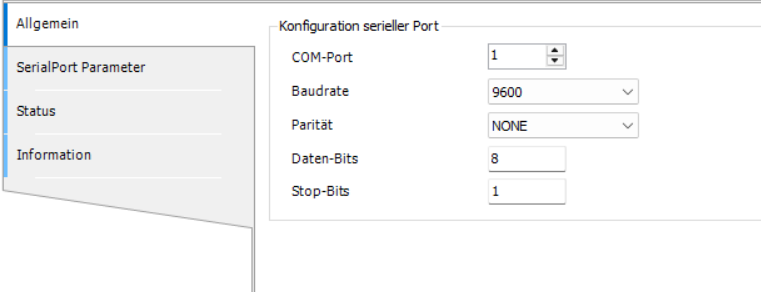 Allgemein
SerialPort Parameter
Status
Information
Konfiguration serieller Port
COM-Port 1
Baudrate 9600
Parität NONE
Daten-Bits 8
Stop-Bits 1